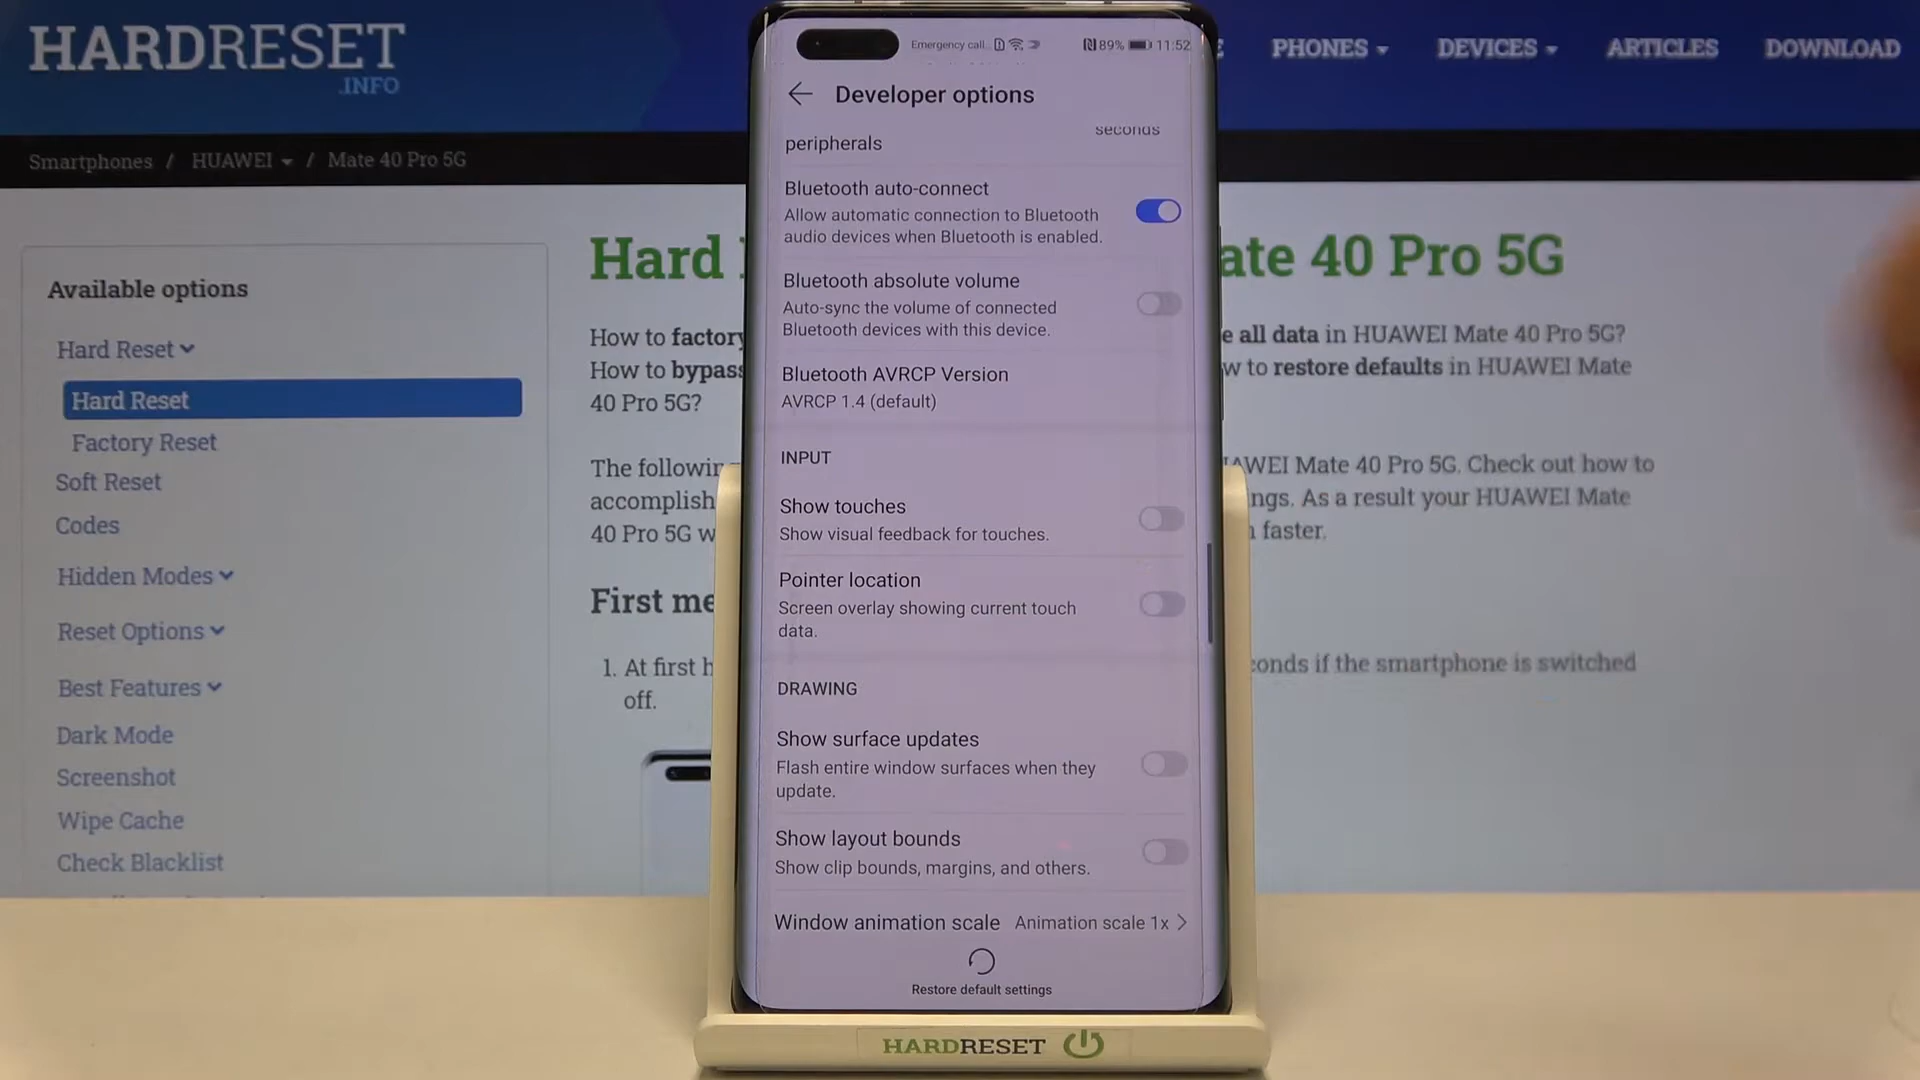 HARDRESET
.INFO
PHONES
DEVICES
ARTICLES
DOWNLOAD
Smartphones / HUAWEI / Mate 40 Pro 5G
Available options
Hard Reset
Hard Reset
Factory Reset
Soft Reset
Codes
Hidden Modes
Reset Options
Best Features
Dark Mode
Screenshot
Wipe Cache
Check Blacklist
Hard
ate 40 Pro 5G
How to factory
e all data in HUAWEI Mate 40 Pro 5G?
How to bypass
w to restore defaults in HUAWEI Mate
40 Pro 5G?
The following
AWEI Mate 40 Pro 5G. Check out how to
accomplish
ngs. As a result your HUAWEI Mate
40 Pro 5G w
faster.
First me
1. At first h
conds if the smartphone is switched
off.
Emergency call...
89% 11:52
Developer options
seconds
peripherals
Bluetooth auto-connect
Allow automatic connection to Bluetooth
audio devices when Bluetooth is enabled.
Bluetooth absolute volume
Auto-sync the volume of connected
Bluetooth devices with this device.
Bluetooth AVRCP Version
AVRCP 1.4 (default)
INPUT
Show touches
Show visual feedback for touches.
Pointer location
Screen overlay showing current touch
data.
DRAWING
Show surface updates
Flash entire window surfaces when they
update.
Show layout bounds
Show clip bounds, margins, and others.
Window animation scale Animation scale 1x
Restore default settings
HARDRESET